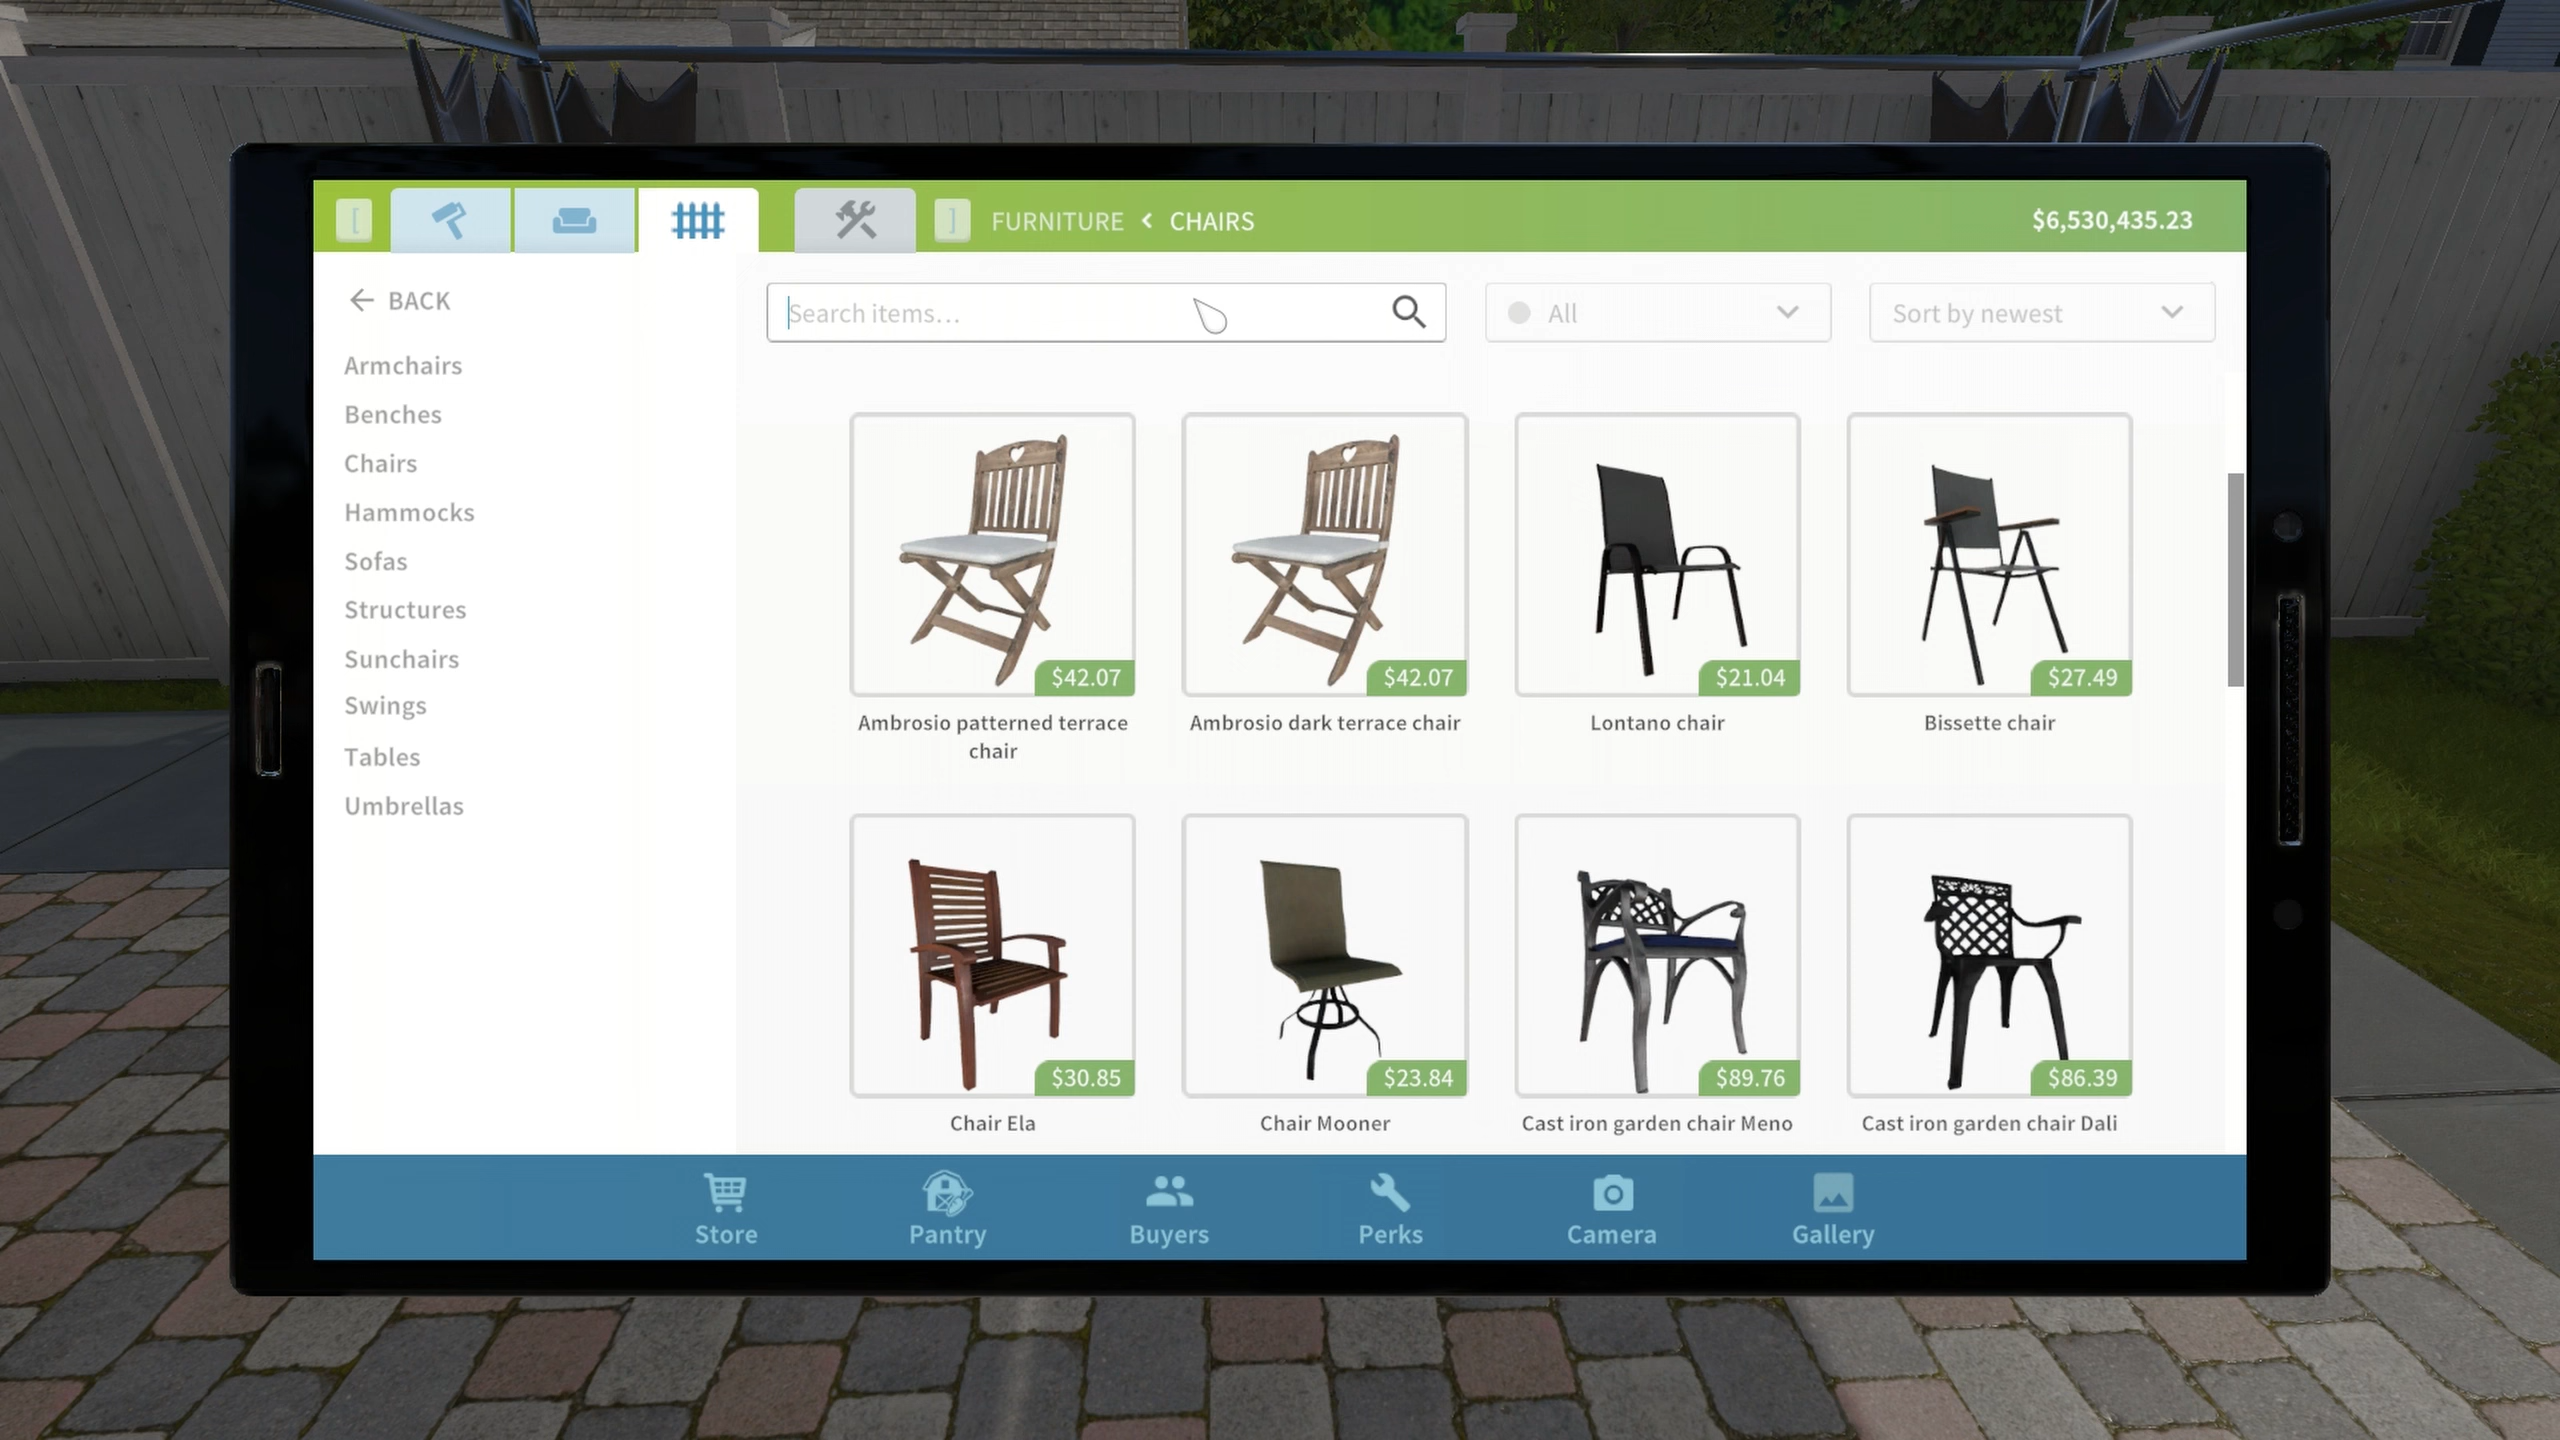 [
]
FURNITURE < CHAIRS
$6,530,435.23
BACK
Armchairs
Benches
Chairs
Hammocks
Sofas
Structures
Sunchairs
Swings
Tables
Umbrellas
Search items...
All
Sort by newest
$42.07
$42.07
$21.04
$27.49
Ambrosio patterned terrace
chair
Ambrosio dark terrace chair
Lontano chair
Bissette chair
$30.85
$23.84
$89.76
$86.39
Chair Ela
Chair Mooner
Cast iron garden chair Meno
Cast iron garden chair Dali
Store
Pantry
Buyers
Perks
Camera
Gallery